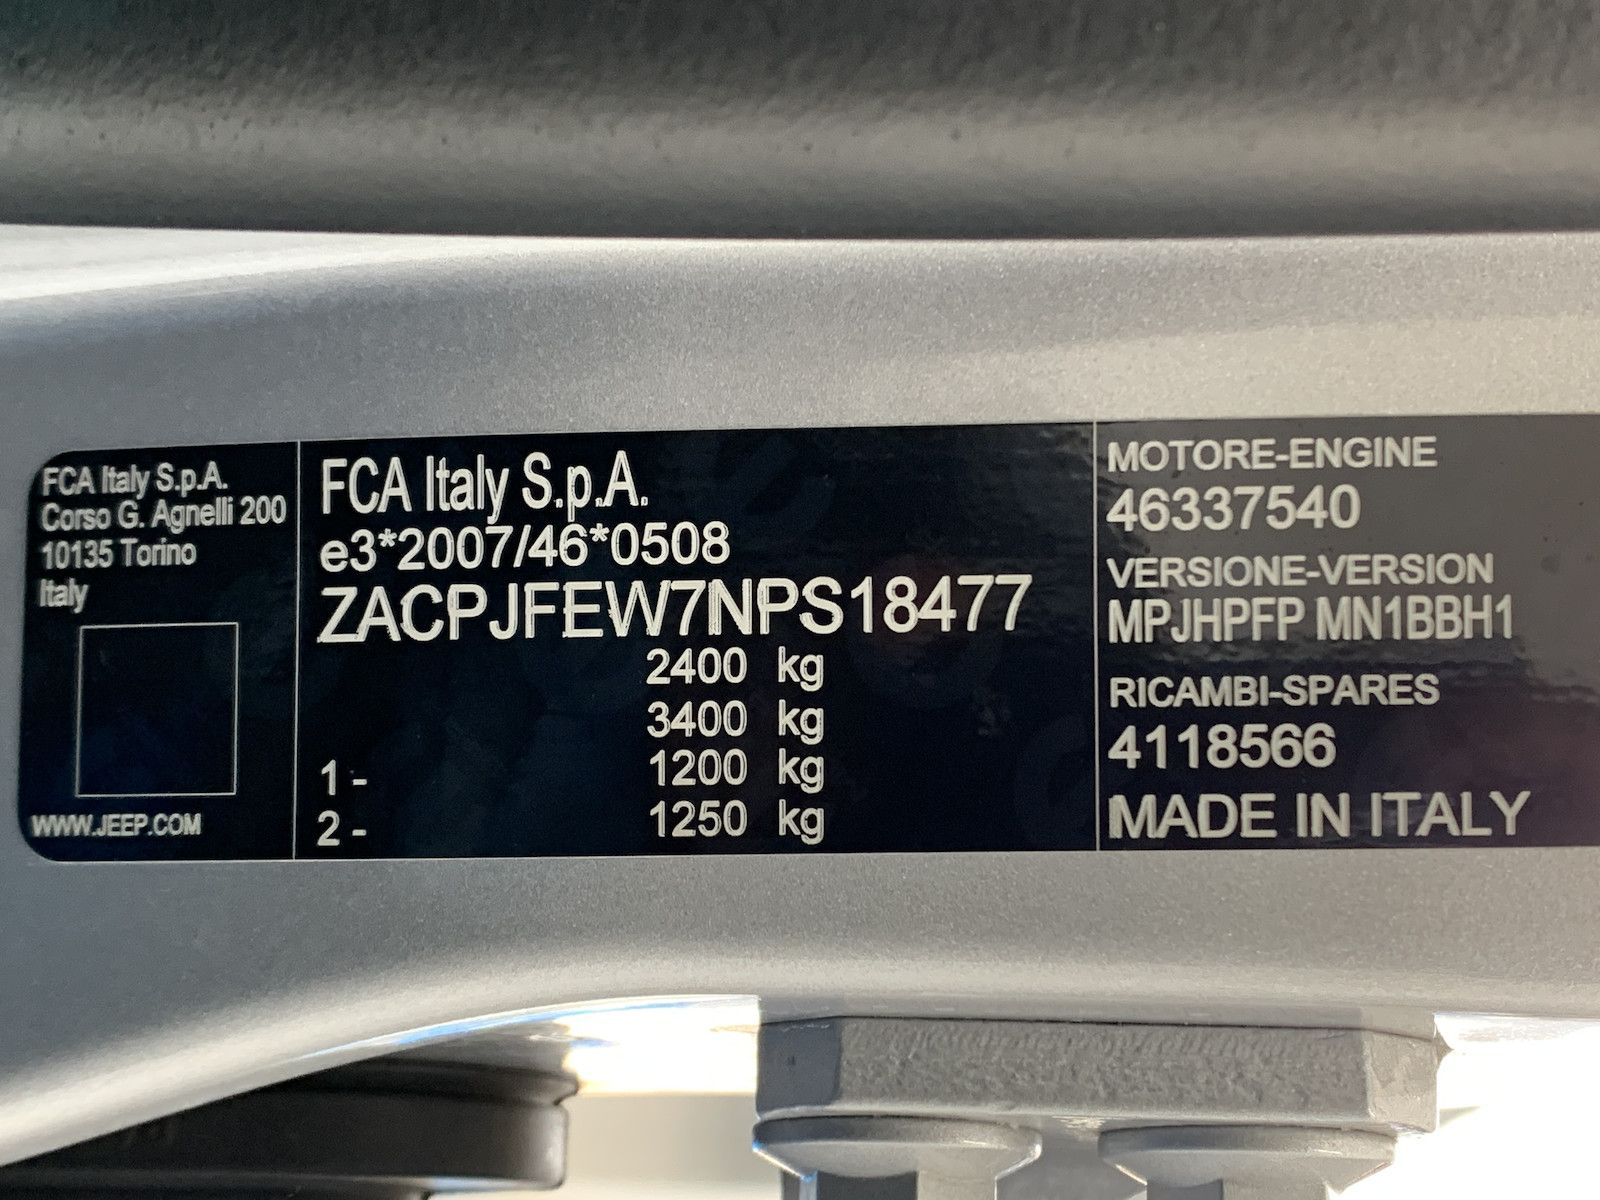 FCA Italy S.p.A.
Corso G. Agnelli 200
10135 Torino
Italy
WWW.JEEP.COM
FCA Italy S.p.A.
e3*2007/46*0508
ZACPJFEW7NPS18477
2400 kg
3400 kg
1 - 1200 kg
2 - 1250 kg
MOTORE-ENGINE
46337540
VERSIONE-VERSION
MPJHPFP MN1BBH1
RICAMBI-SPARES
4118566
MADE IN ITALY